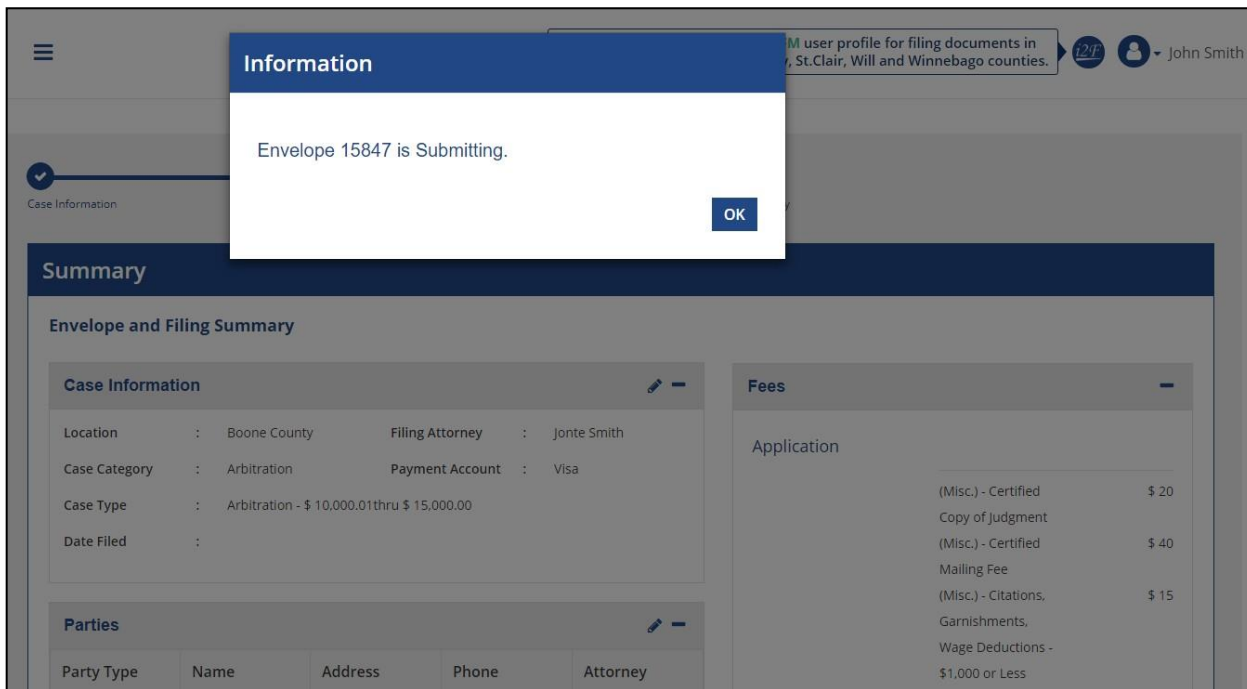 M user profile for filing documents in
, St.Clair, Will and Winnebago counties.
i2F
John Smith
Information
Envelope 15847 is Submitting.
OK
Case Information
y
Summary
Envelope and Filing Summary
Case Information
Location : Boone County Filing Attorney : Jonte Smith
Case Category : Arbitration Payment Account : Visa
Case Type : Arbitration - $ 10,000.01thru $ 15,000.00
Date Filed :
Parties
Party Type Name Address Phone Attorney
Fees
Application
(Misc.) - Certified $ 20
Copy of Judgment
(Misc.) - Certified $ 40
Mailing Fee
(Misc.) - Citations, $ 15
Garnishments,
Wage Deductions -
$1,000 or Less